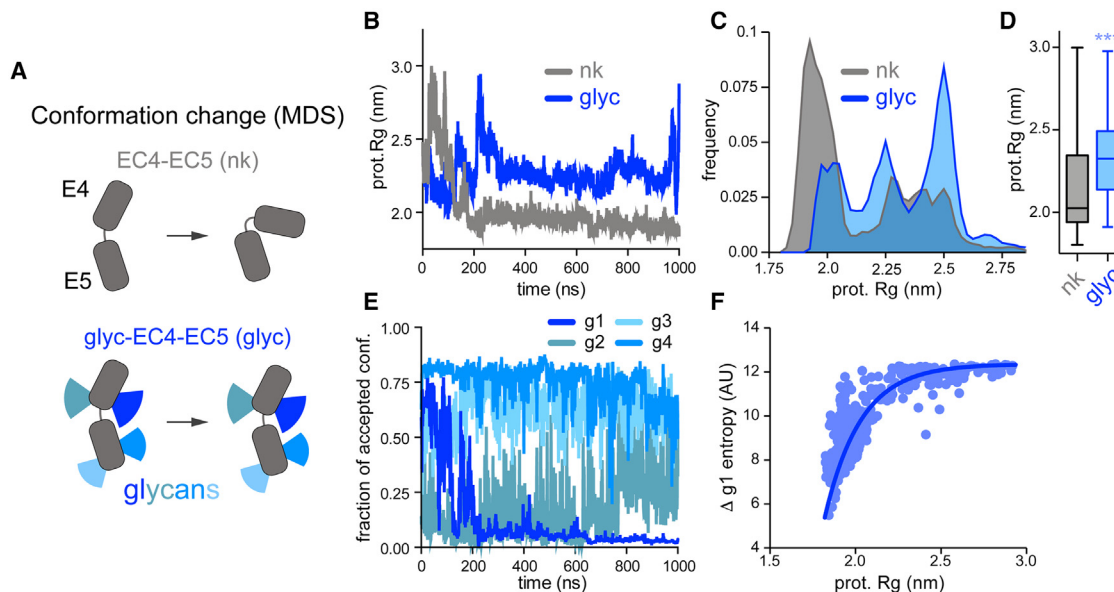 A
Conformation change (MDS)
EC4-EC5 (nk)
E4
E5
glyc-EC4-EC5 (glyc)
glycans
B
prot.Rg (nm)
3.0
2.5
2.0
nk
glyc
0 200 400 600 800 1000
time (ns)
C
frequency
0.1
0.075
0.05
0.025
0.00
nk
glyc
1.75 2.0 2.25 2.5 2.75
prot. Rg (nm)
D
prot.Rg (nm)
3.0
2.5
2.0
nk
E
fraction of accepted conf.
1.00
0.75
0.50
0.25
0.00
g1 g3
g2 g4
0 200 400 600 800 1000
time (ns)
F
Δ g1 entropy (AU)
14
12
10
8
6
4
1.5 2.0 2.5 3.0
prot. Rg (nm)